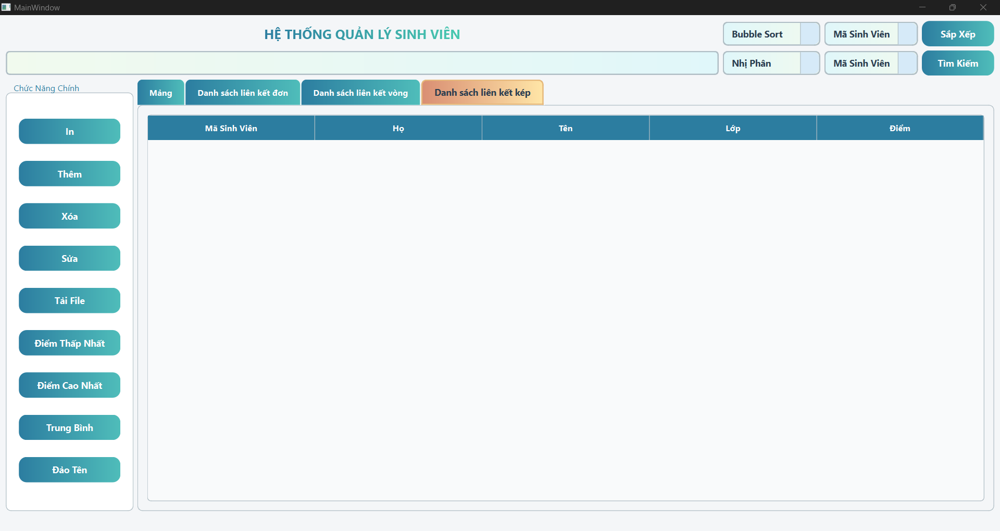 MainWindow
HỆ THỐNG QUẢN LÝ SINH VIÊN
Bubble Sort
Mã Sinh Viên
Sắp Xếp
Nhị Phân
Mã Sinh Viên
Tìm Kiếm
Chức Năng Chính
In
Thêm
Xóa
Sửa
Tải File
Điểm Thấp Nhất
Điểm Cao Nhất
Trung Bình
Đảo Tên
Mảng
Danh sách liên kết đơn
Danh sách liên kết vòng
Danh sách liên kết kép
Mã Sinh Viên
Họ
Tên
Lớp
Điểm